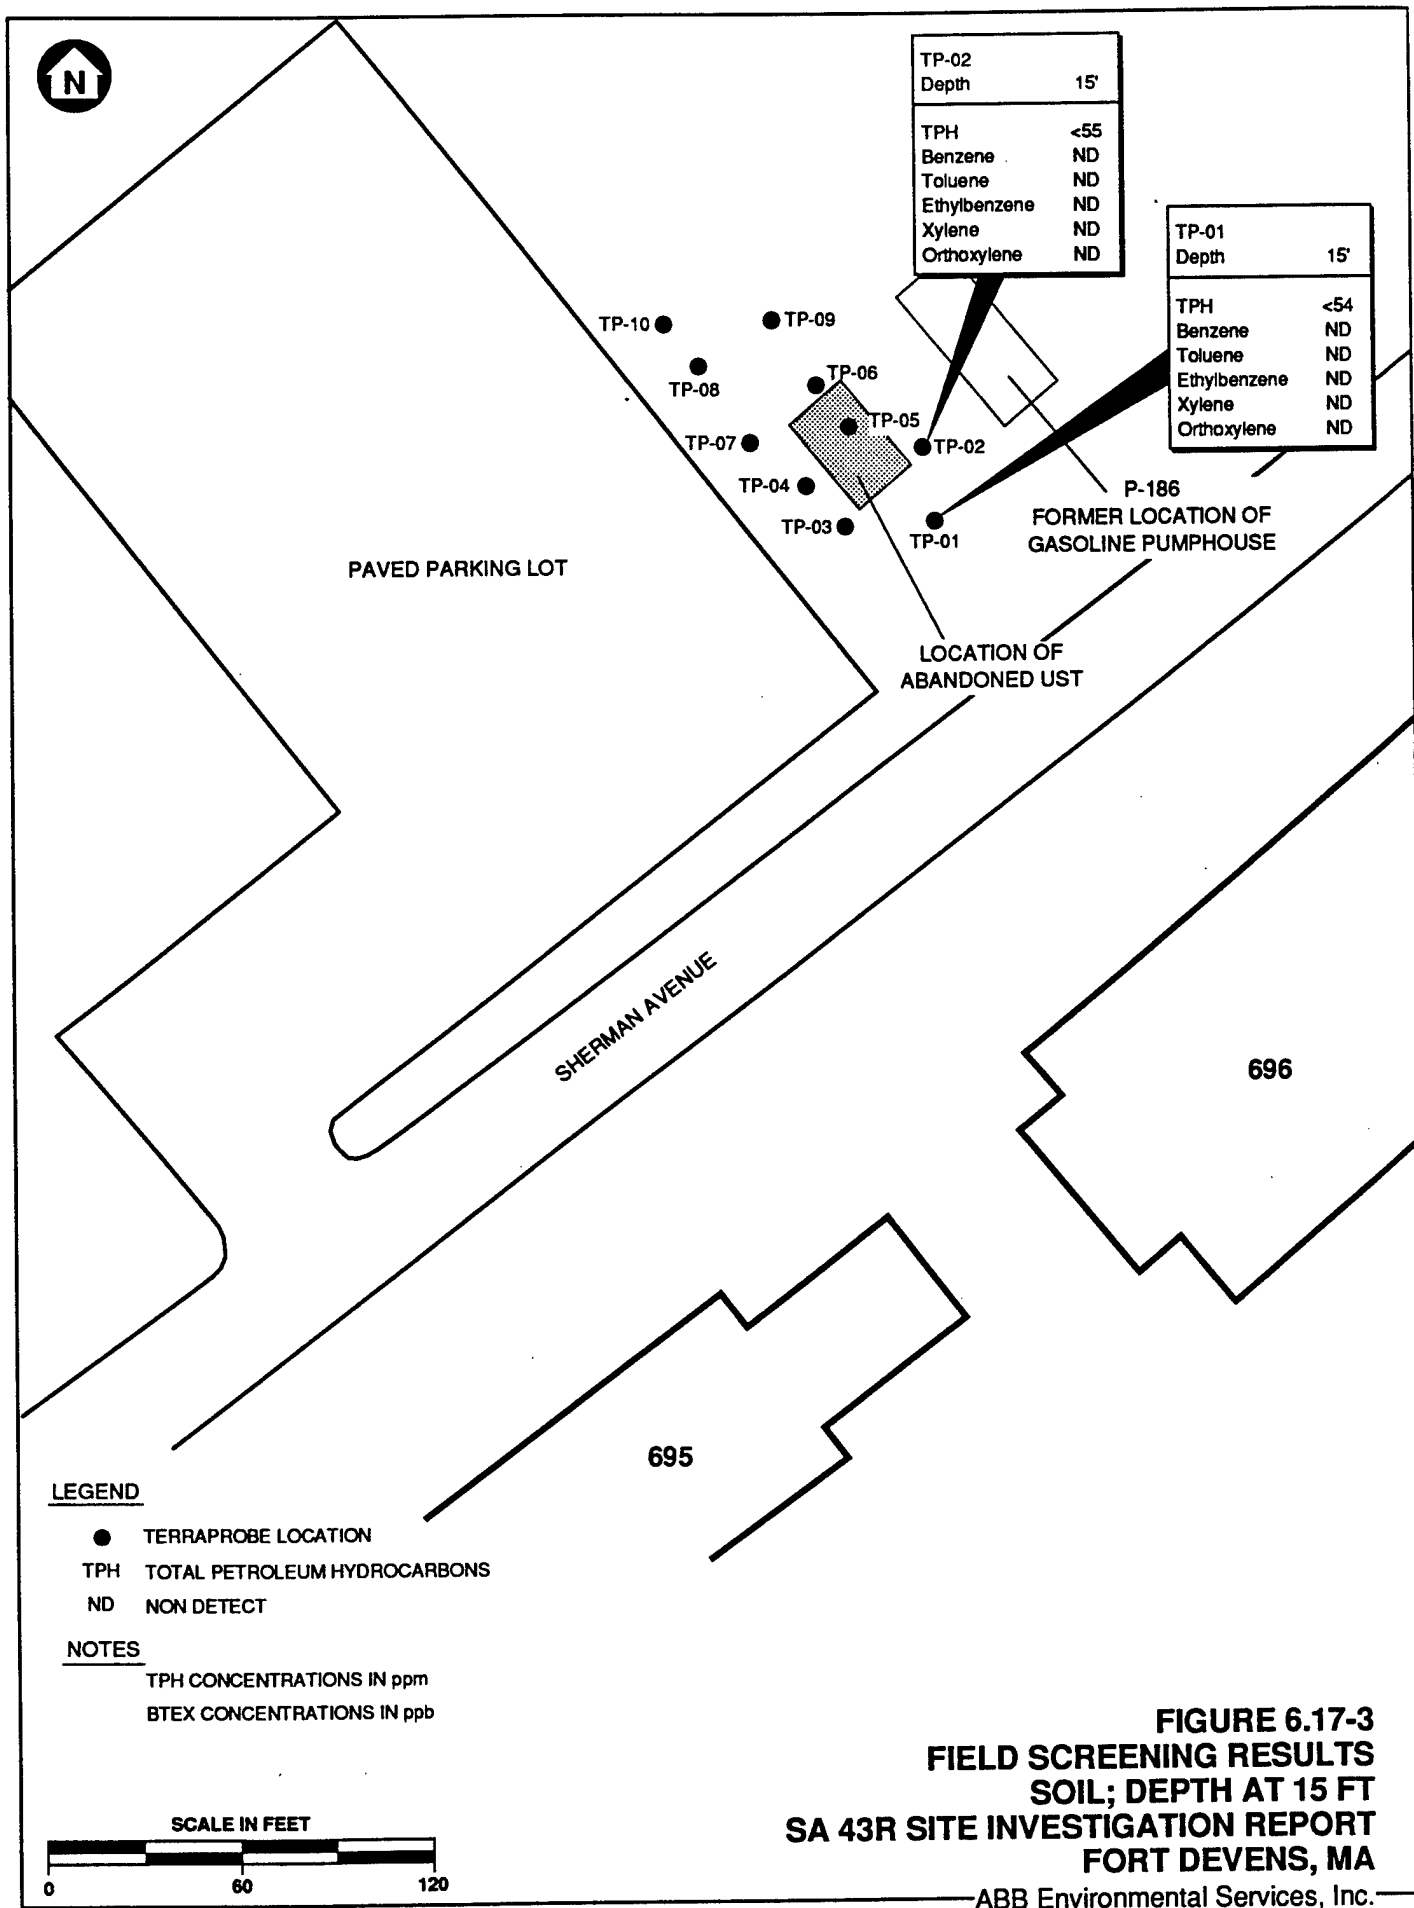 N
TP-02
Depth 15'
TPH <55
Benzene ND
Toluene ND
Ethylbenzene ND
Xylene ND
Orthoxylene ND
TP-01
Depth 15'
TPH <54
Benzene ND
Toluene ND
Ethylbenzene ND
Xylene ND
Orthoxylene ND
TP-10
TP-09
TP-08
TP-06
TP-05
TP-07
TP-02
TP-04
TP-03
TP-01
P-186
FORMER LOCATION OF
GASOLINE PUMPHOUSE
PAVED PARKING LOT
LOCATION OF
ABANDONED UST
SHERMAN AVENUE
696
695
LEGEND
TERRAPROBE LOCATION
TPH TOTAL PETROLEUM HYDROCARBONS
ND NON DETECT
NOTES
TPH CONCENTRATIONS IN ppm
BTEX CONCENTRATIONS IN ppb
SCALE IN FEET
0 60 120
FIGURE 6.17-3
FIELD SCREENING RESULTS
SOIL; DEPTH AT 15 FT
SA 43R SITE INVESTIGATION REPORT
FORT DEVENS, MA
ABB Environmental Services, Inc.